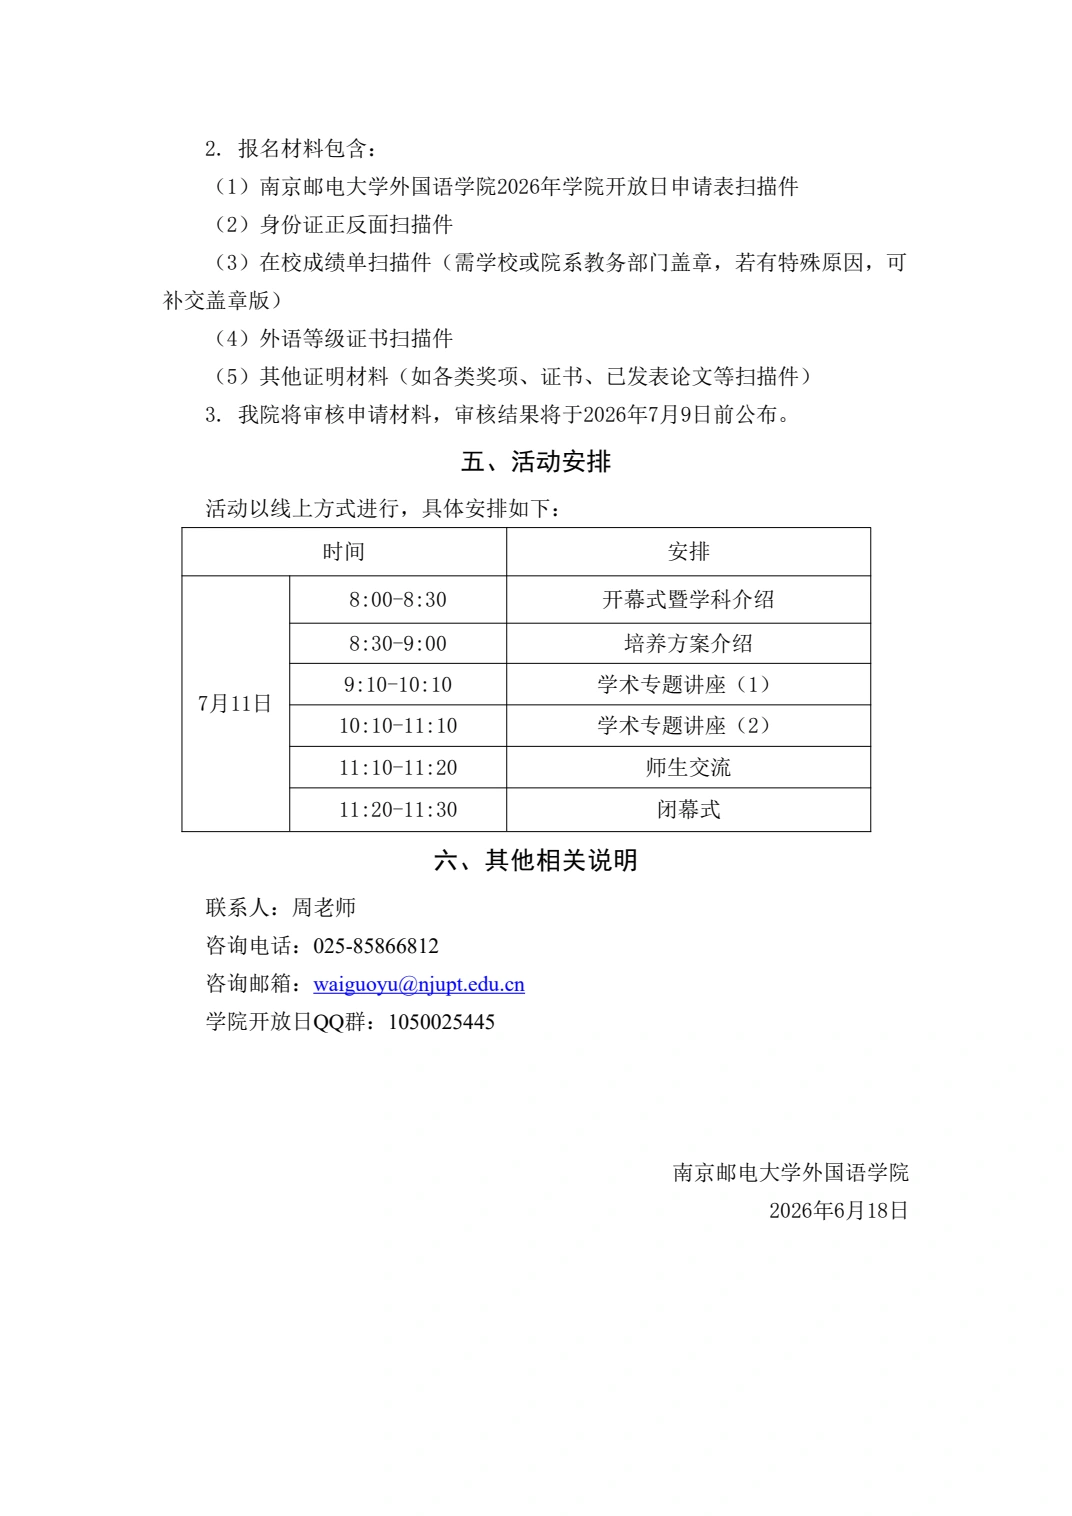 2. 报名材料包含：
（1）南京邮电大学外国语学院2026年学院开放日申请表扫描件
（2）身份证正反面扫描件
（3）在校成绩单扫描件（需学校或院系教务部门盖章，若有特殊原因，可
补交盖章版）
（4）外语等级证书扫描件
（5）其他证明材料（如各类奖项、证书、已发表论文等扫描件）
3. 我院将审核申请材料，审核结果将于2026年7月9日前公布。
五、活动安排
活动以线上方式进行，具体安排如下：
时间 安排
7月11日
8:00-8:30 开幕式暨学科介绍
8:30-9:00 培养方案介绍
9:10-10:10 学术专题讲座（1）
10:10-11:10 学术专题讲座（2）
11:10-11:20 师生交流
11:20-11:30 闭幕式
六、其他相关说明
联系人：周老师
咨询电话：025-85866812
咨询邮箱：waiguoyu@njupt.edu.cn
学院开放日QQ群：1050025445
南京邮电大学外国语学院
2026年6月18日